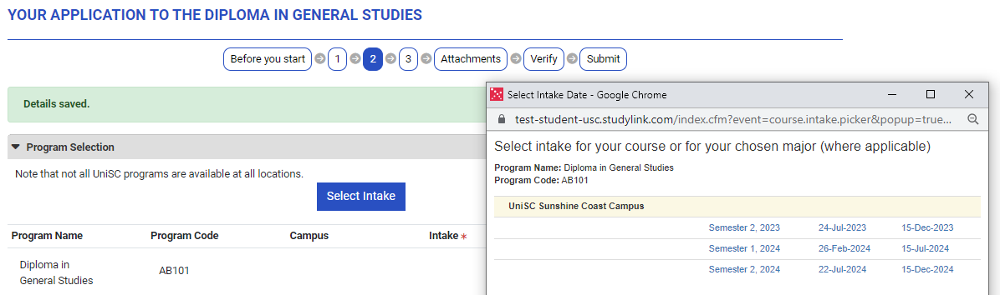 YOUR APPLICATION TO THE DIPLOMA IN GENERAL STUDIES
Before you start 1 2 3 Attachments Verify Submit
Details saved.
Program Selection
Note that not all UniSC programs are available at all locations.
Select Intake
Program Name Program Code Campus Intake *
Diploma in
General Studies
AB101
Select Intake Date - Google Chrome
test-student-usc.studylink.com/index.cfm?event=course.intake.picker&popup=true...
Select intake for your course or for your chosen major (where applicable)
Program Name: Diploma in General Studies
Program Code: AB101
UniSC Sunshine Coast Campus
Semester 2, 2023 24-Jul-2023 15-Dec-2023
Semester 1, 2024 26-Feb-2024 15-Jul-2024
Semester 2, 2024 22-Jul-2024 15-Dec-2024